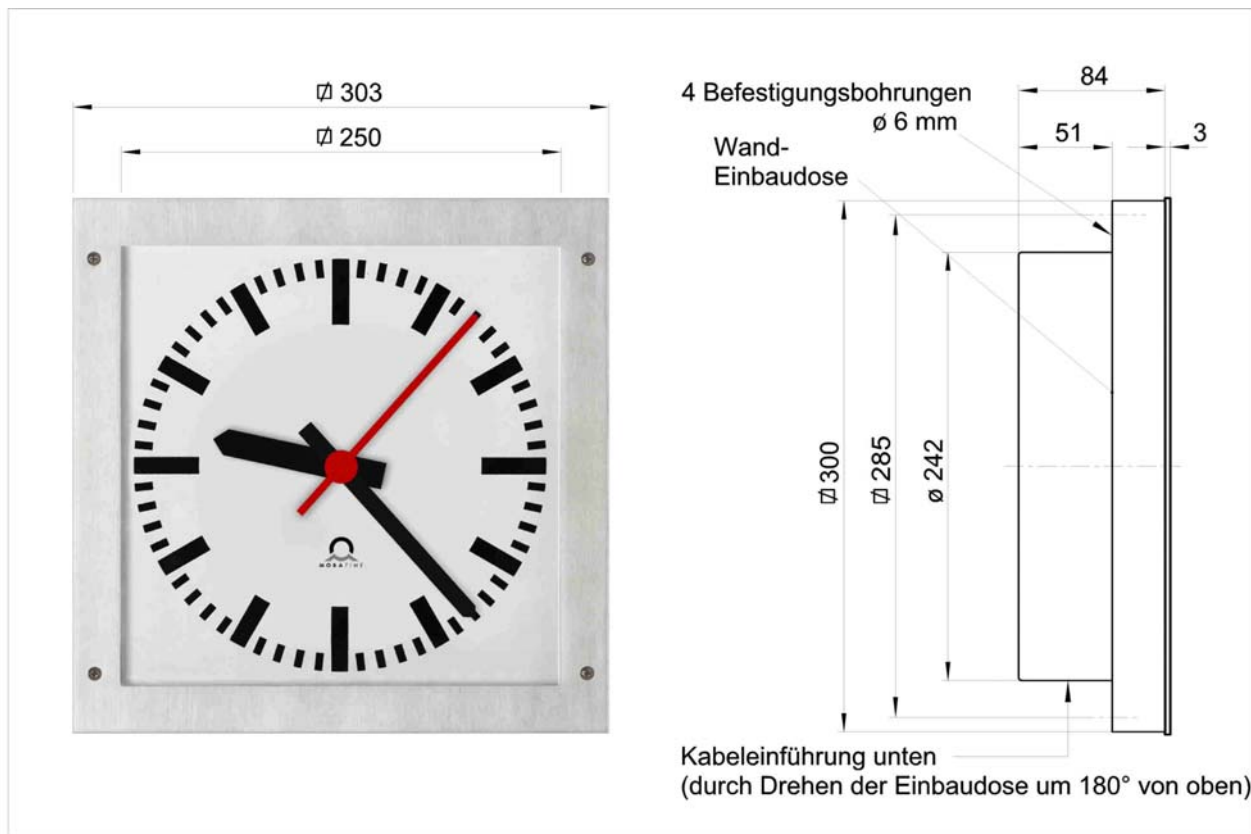 ⌀ 303
⌀ 250
MOBATIME
4 Befestigungsbohrungen
ø 6 mm
Wand-
Einbaudose
84
51
3
⌀ 300
⌀ 285
ø 242
Kabeleinführung unten
(durch Drehen der Einbaudose um 180° von oben)